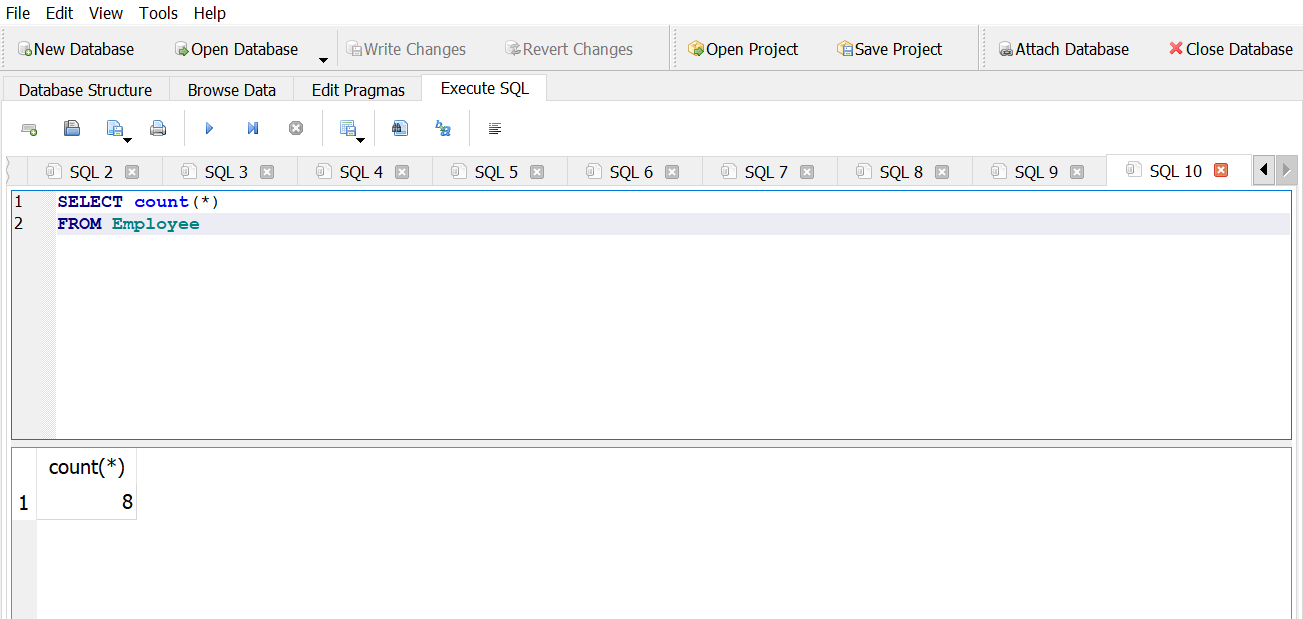 File Edit View Tools Help
New Database Open Database Write Changes Revert Changes Open Project Save Project Attach Database Close Database
Database Structure Browse Data Edit Pragmas Execute SQL
SQL 2 SQL 3 SQL 4 SQL 5 SQL 6 SQL 7 SQL 8 SQL 9 SQL 10
1 SELECT count(*)
2 FROM Employee
count(*)
1 8